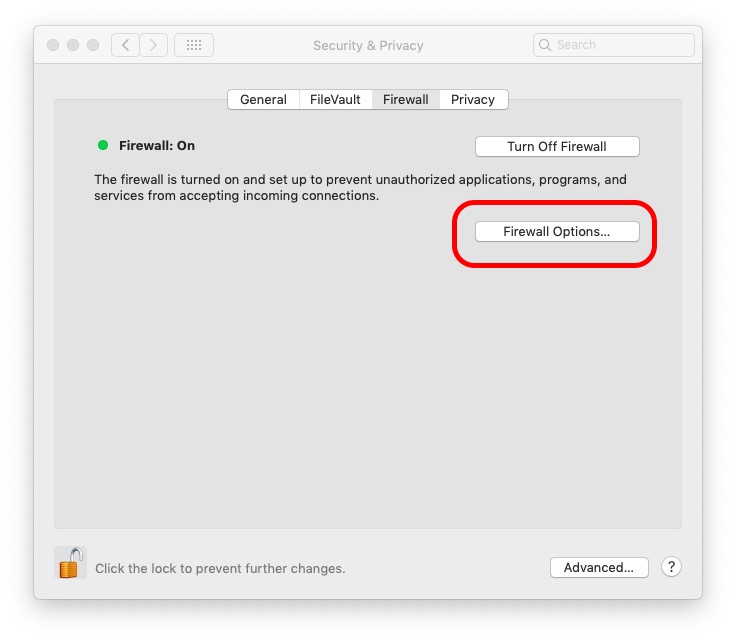 Security & Privacy
Search
General
FileVault
Firewall
Privacy
Firewall: On
Turn Off Firewall
The firewall is turned on and set up to prevent unauthorized applications, programs, and
services from accepting incoming connections.
Firewall Options...
Click the lock to prevent further changes.
Advanced...
?